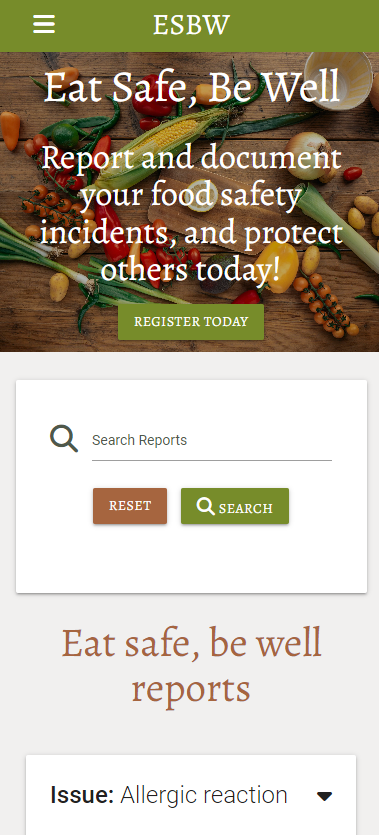 ESBW
Eat Safe, Be Well
Report and document
your food safety
incidents, and protect
others today!
REGISTER TODAY
Search Reports
RESET
SEARCH
Eat safe, be well
reports
Issue: Allergic reaction